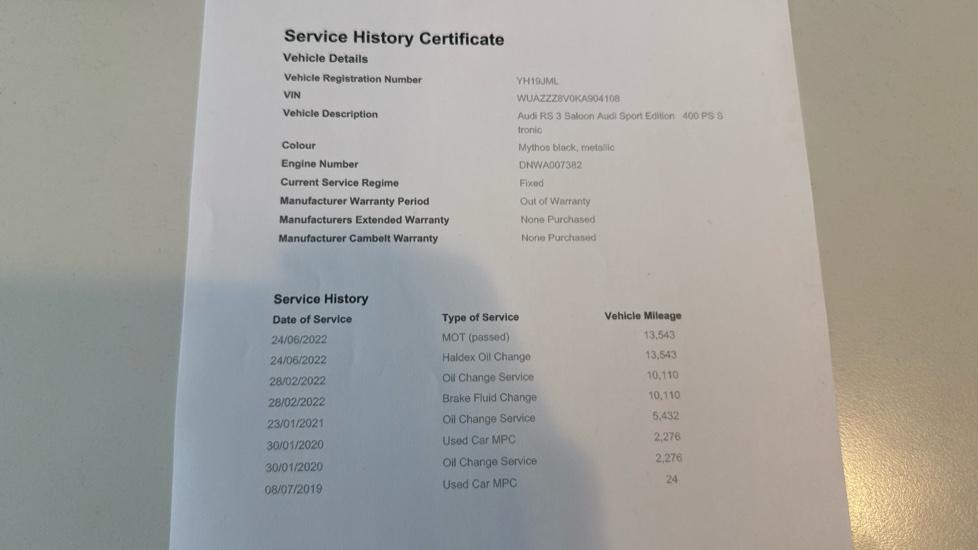 Service History Certificate
Vehicle Details
Vehicle Registration Number YH19JML
VIN WUAZZZ8V0KA904108
Vehicle Description Audi RS 3 Saloon Audi Sport Edition 400 PS S
tronic
Colour Mythos black, metallic
Engine Number DNWA007382
Current Service Regime Fixed
Manufacturer Warranty Period Out of Warranty
Manufacturers Extended Warranty None Purchased
Manufacturer Cambelt Warranty None Purchased
Service History
Date of Service Type of Service Vehicle Mileage
24/06/2022 MOT (passed) 13,543
24/06/2022 Haldex Oil Change 13,543
28/02/2022 Oil Change Service 10,110
28/02/2022 Brake Fluid Change 10,110
23/01/2021 Oil Change Service 5,432
30/01/2020 Used Car MPC 2,276
30/01/2020 Oil Change Service 2,276
08/07/2019 Used Car MPC 24